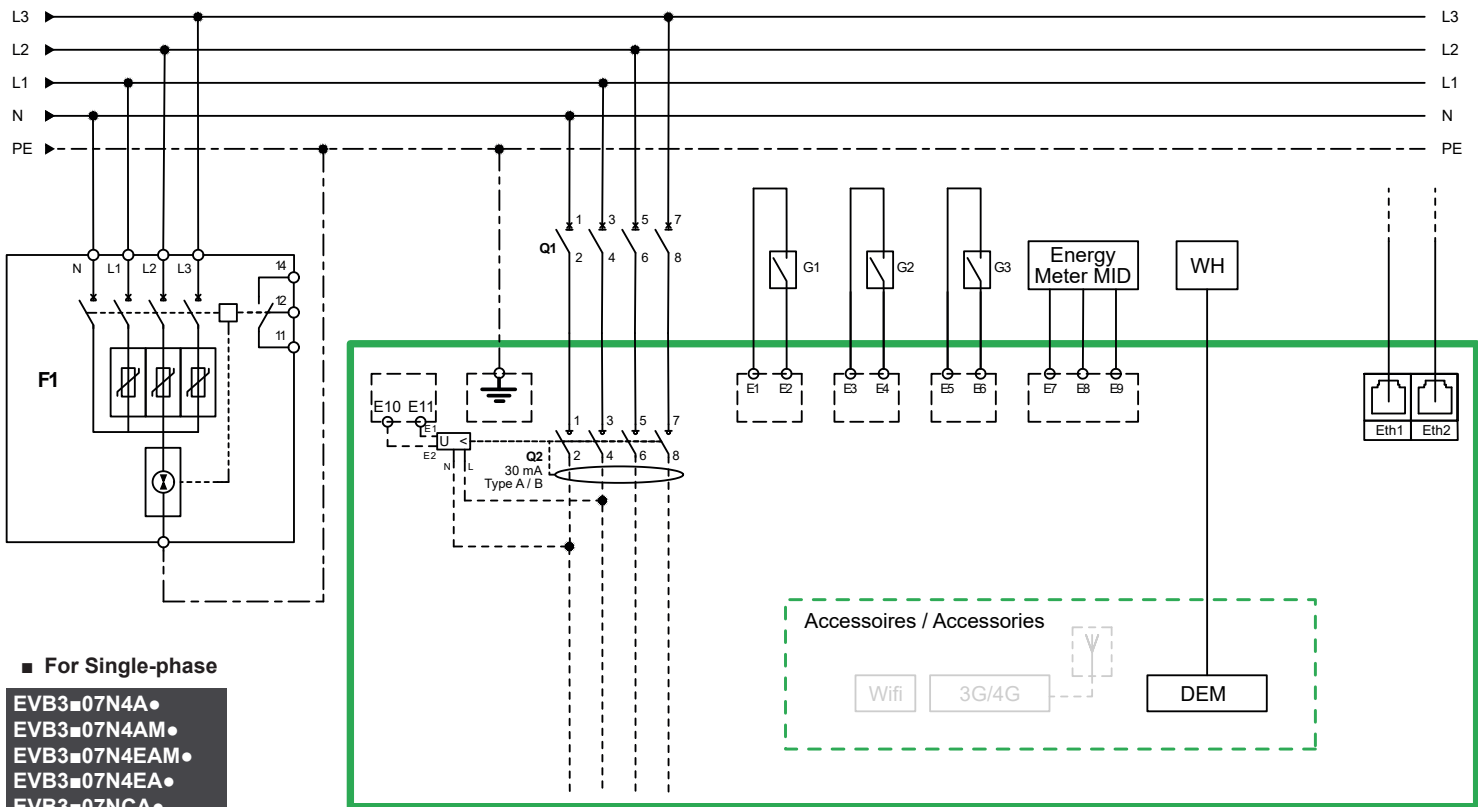 L3 L3
L2 L2
L1 L1
N N
PE PE
1 3 5 7
Q1
2 4 6 8
G1 G2 G3
Energy
Meter MID
WH
N L1 L2 L3
14
12
11
F1
E10 E11
E1 E2 E3 E4 E5 E6 E7 E8 E9
Eth1 Eth2
E1
E2
U <
N L
1 3 5 7
Q2
30 mA
Type A / B
2 4 6 8
Accessoires / Accessories
Wifi 3G/4G DEM
■ For Single-phase
EVB3■07N4A●
EVB3■07N4AM●
EVB3■07N4EAM●
EVB3■07N4EA●
EVB3■07NCA●